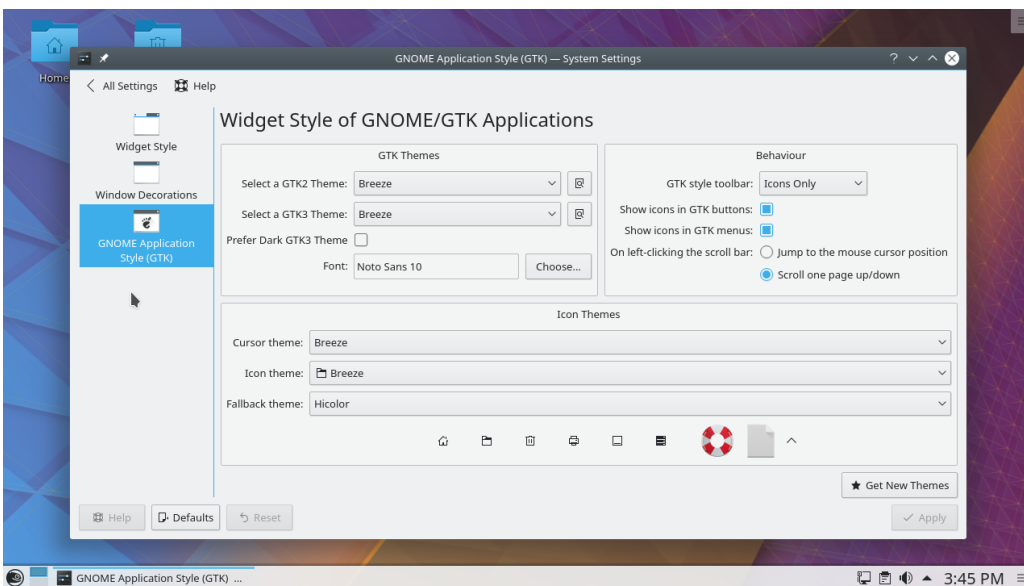 Home
GNOME Application Style (GTK) — System Settings
All Settings
Help
Widget Style
Window Decorations
GNOME Application
Style (GTK)
Widget Style of GNOME/GTK Applications
GTK Themes
Select a GTK2 Theme: Breeze
Select a GTK3 Theme: Breeze
Prefer Dark GTK3 Theme
Font: Noto Sans 10 Choose...
Behaviour
GTK style toolbar: Icons Only
Show icons in GTK buttons:
Show icons in GTK menus:
On left-clicking the scroll bar: Jump to the mouse cursor position
Scroll one page up/down
Icon Themes
Cursor theme: Breeze
Icon theme: Breeze
Fallback theme: Hicolor
Get New Themes
Help Defaults Reset Apply
GNOME Application Style (GTK) ...
3:45 PM